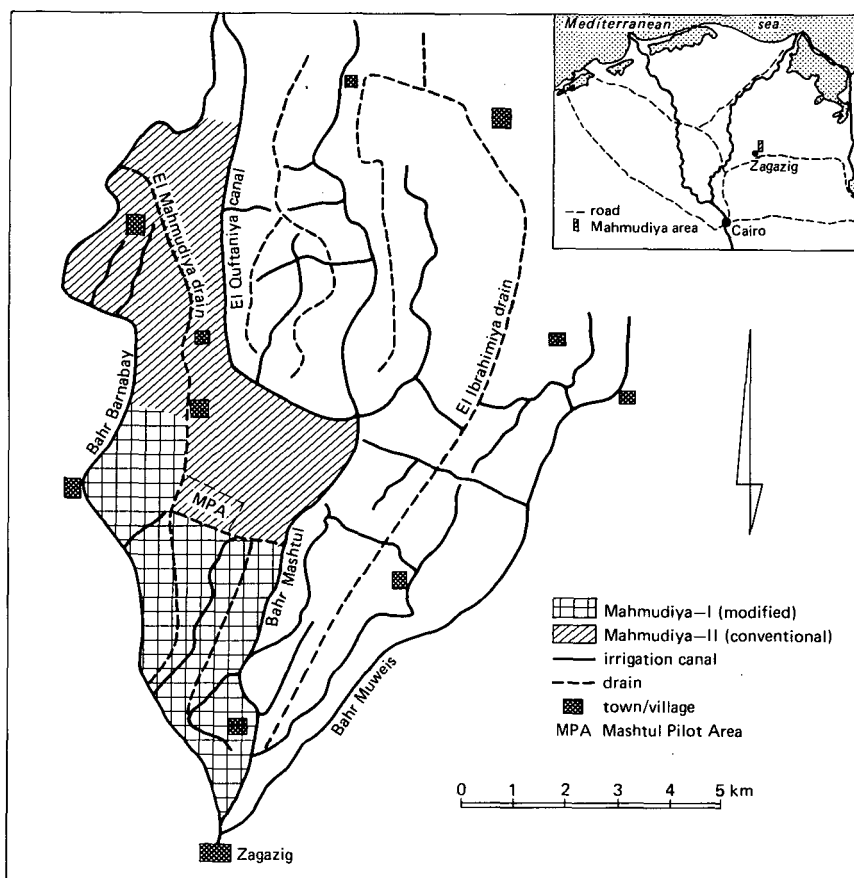 Mediterranean sea
Zagazig
Cairo
road
Mahmudiya area
El Mahmudiya drain
El Quftaniya canal
El Ibrahimiya drain
Bahr Barnabay
MPA
Bahr Mashtul
Bahr Muweis
Mahmudiya–I (modified)
Mahmudiya–II (conventional)
irrigation canal
drain
town/village
MPA Mashtul Pilot Area
0 1 2 3 4 5 km
Zagazig